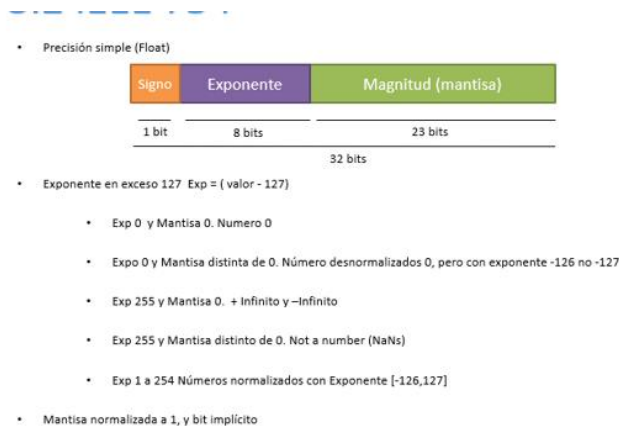 • Precisión simple (Float)
Signo Exponente Magnitud (mantisa)
1 bit 8 bits 23 bits
32 bits
• Exponente en exceso 127 Exp = ( valor - 127)
• Exp 0 y Mantisa 0. Numero 0
• Expo 0 y Mantisa distinta de 0. Número desnormalizados 0, pero con exponente -126 no -127
• Exp 255 y Mantisa 0. + Infinito y –Infinito
• Exp 255 y Mantisa distinto de 0. Not a number (NaNs)
• Exp 1 a 254 Números normalizados con Exponente [-126,127]
• Mantisa normalizada a 1, y bit implícito